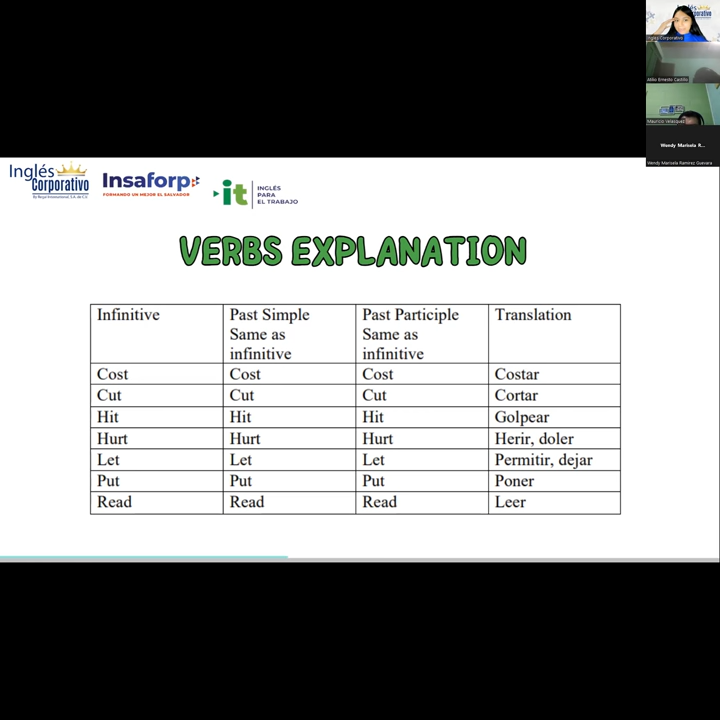 Inglés Corporativo
Atilio Ernesto Castillo
Mauricio Velasquez
Wendy Marisela R...
Wendy Marisela Ramirez Guevara
Inglés
Corporativo
Insaforp
FORMANDO UN MEJOR EL SALVADOR
it
INGLÉS
PARA
EL TRABAJO
VERBS EXPLANATION
Infinitive | Past Simple Same as infinitive | Past Participle Same as infinitive | Translation
Cost Cost Cost Costar
Cut Cut Cut Cortar
Hit Hit Hit Golpear
Hurt Hurt Hurt Herir, doler
Let Let Let Permitir, dejar
Put Put Put Poner
Read Read Read Leer